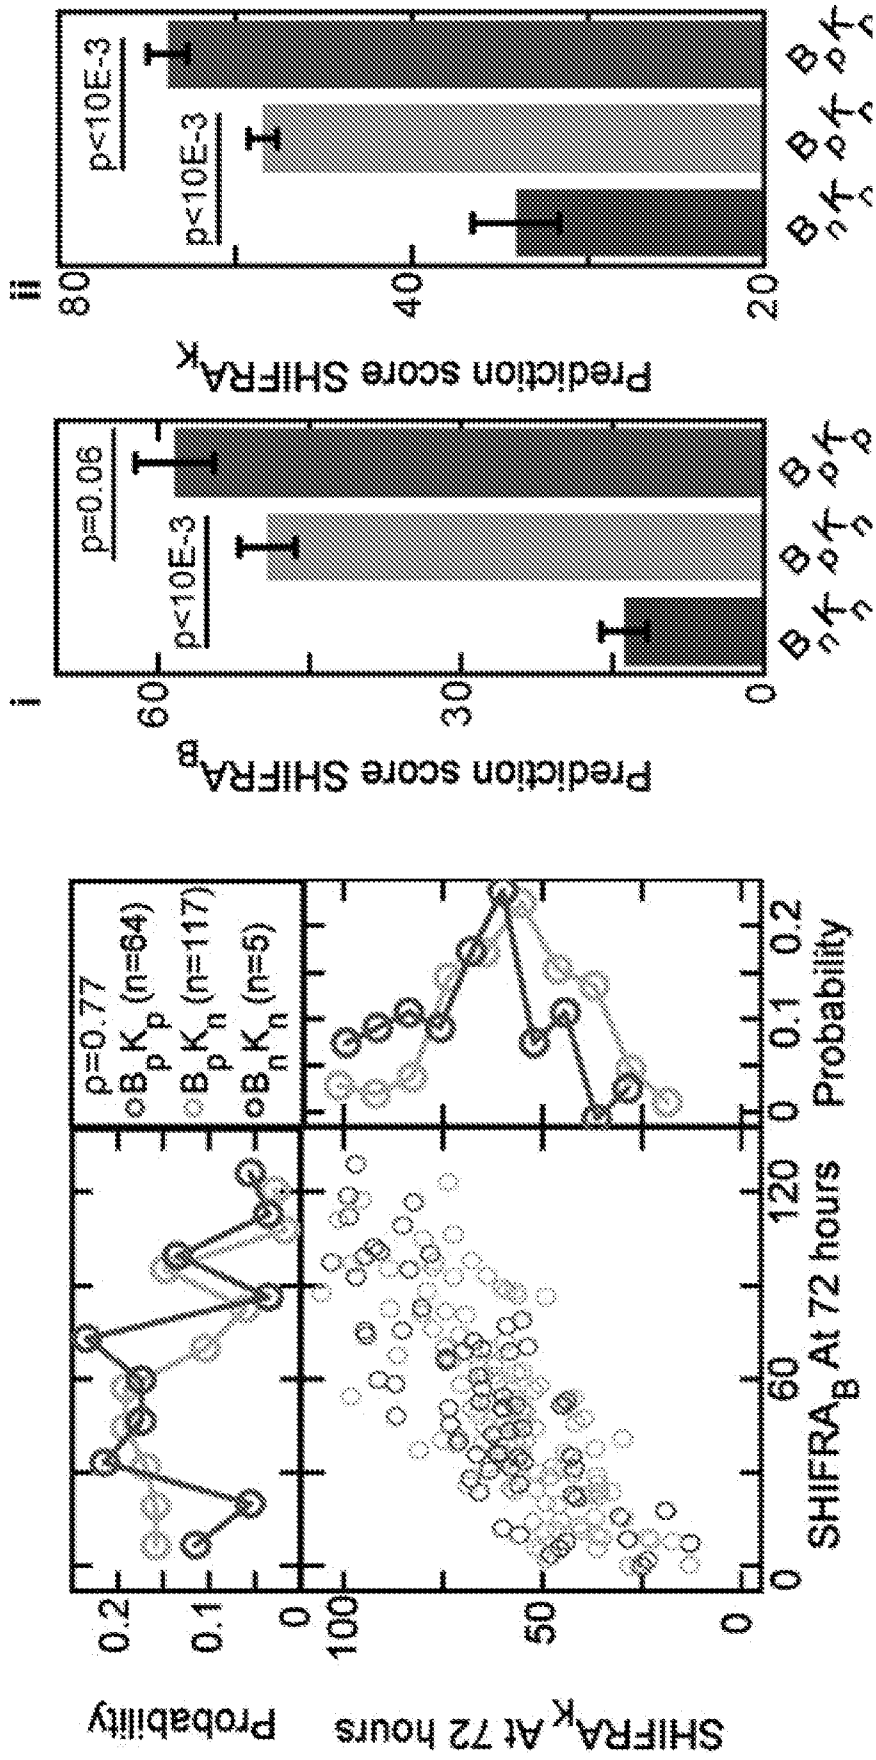 Probability
0.2
0.1
0
ρ=0.77
BpKp (n=64)
BpKn (n=117)
BnKn (n=5)
SHIFRAK At 72 hours
100
50
0
0
60
120
SHIFRAB At 72 hours
0
0.1
0.2
Probability
i
Prediction score SHIFRAB
60
30
0
p<10E-3
p=0.06
BnKn
BpKn
BpKp
ii
Prediction score SHIFRAK
80
40
20
p<10E-3
p<10E-3